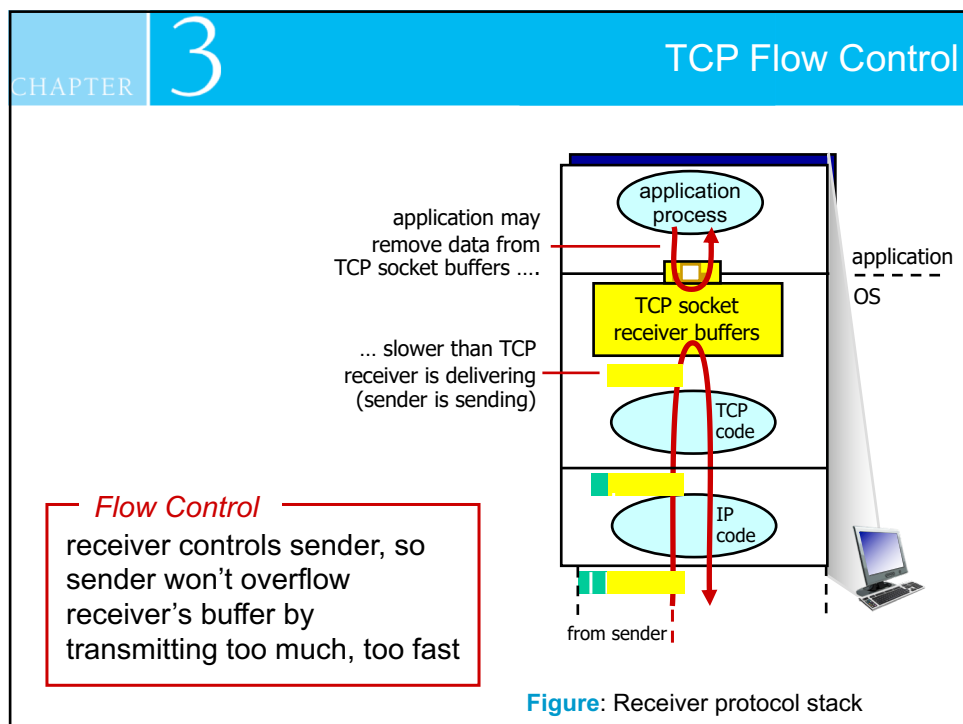 CHAPTER 3
TCP Flow Control
application
process
application may
remove data from
TCP socket buffers ….
application
OS
TCP socket
receiver buffers
… slower than TCP
receiver is delivering
(sender is sending)
TCP
code
IP
code
Flow Control
receiver controls sender, so
sender won’t overflow
receiver’s buffer by
transmitting too much, too fast
from sender
Figure: Receiver protocol stack